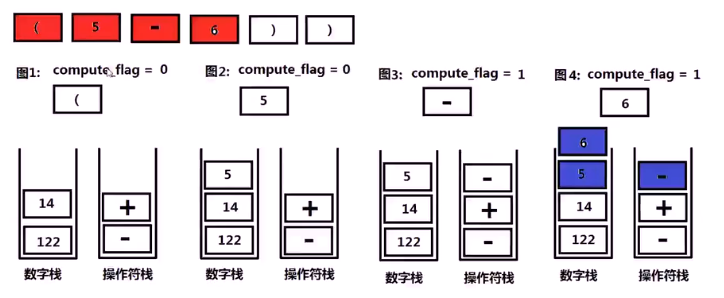 ( 5 - 6 ) )
图1: compute_flag = 0 图2: compute_flag = 0 图3: compute_flag = 1 图4: compute_flag = 1
( 5 - 6
6
5 5 - 5 -
14 + 14 + 14 + 14 +
122 - 122 - 122 - 122 -
数字栈 操作符栈 数字栈 操作符栈 数字栈 操作符栈 数字栈 操作符栈